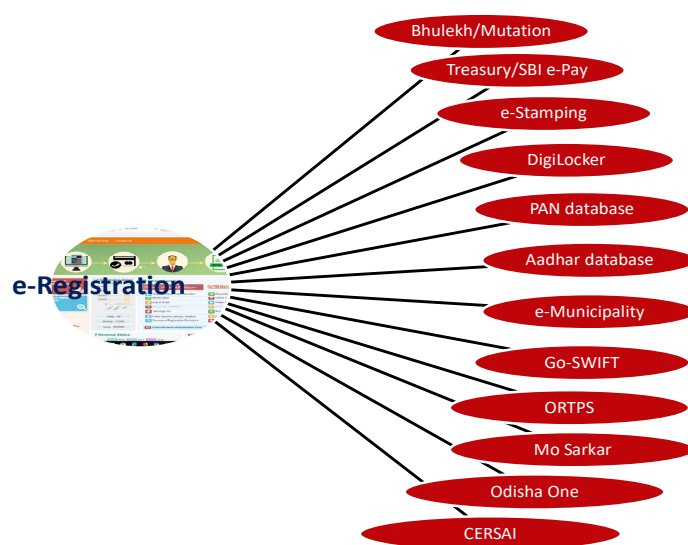 Bhulekh/Mutation
Treasury/SBI e-Pay
e-Stamping
DigiLocker
PAN database
Aadhar database
e-Registration
e-Municipality
Go-SWIFT
ORTPS
Mo Sarkar
Odisha One
CERSAI